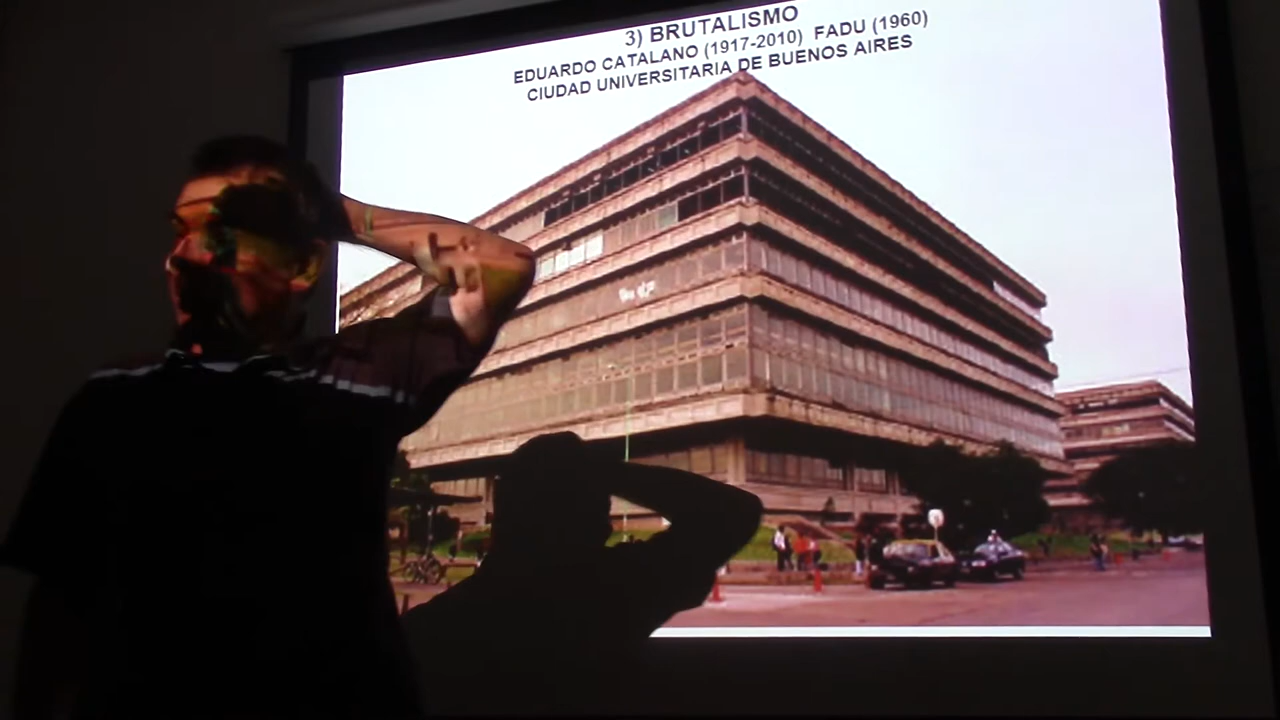 3) BRUTALISMO
EDUARDO CATALANO (1917-2010) FADU (1960)
CIUDAD UNIVERSITARIA DE BUENOS AIRES